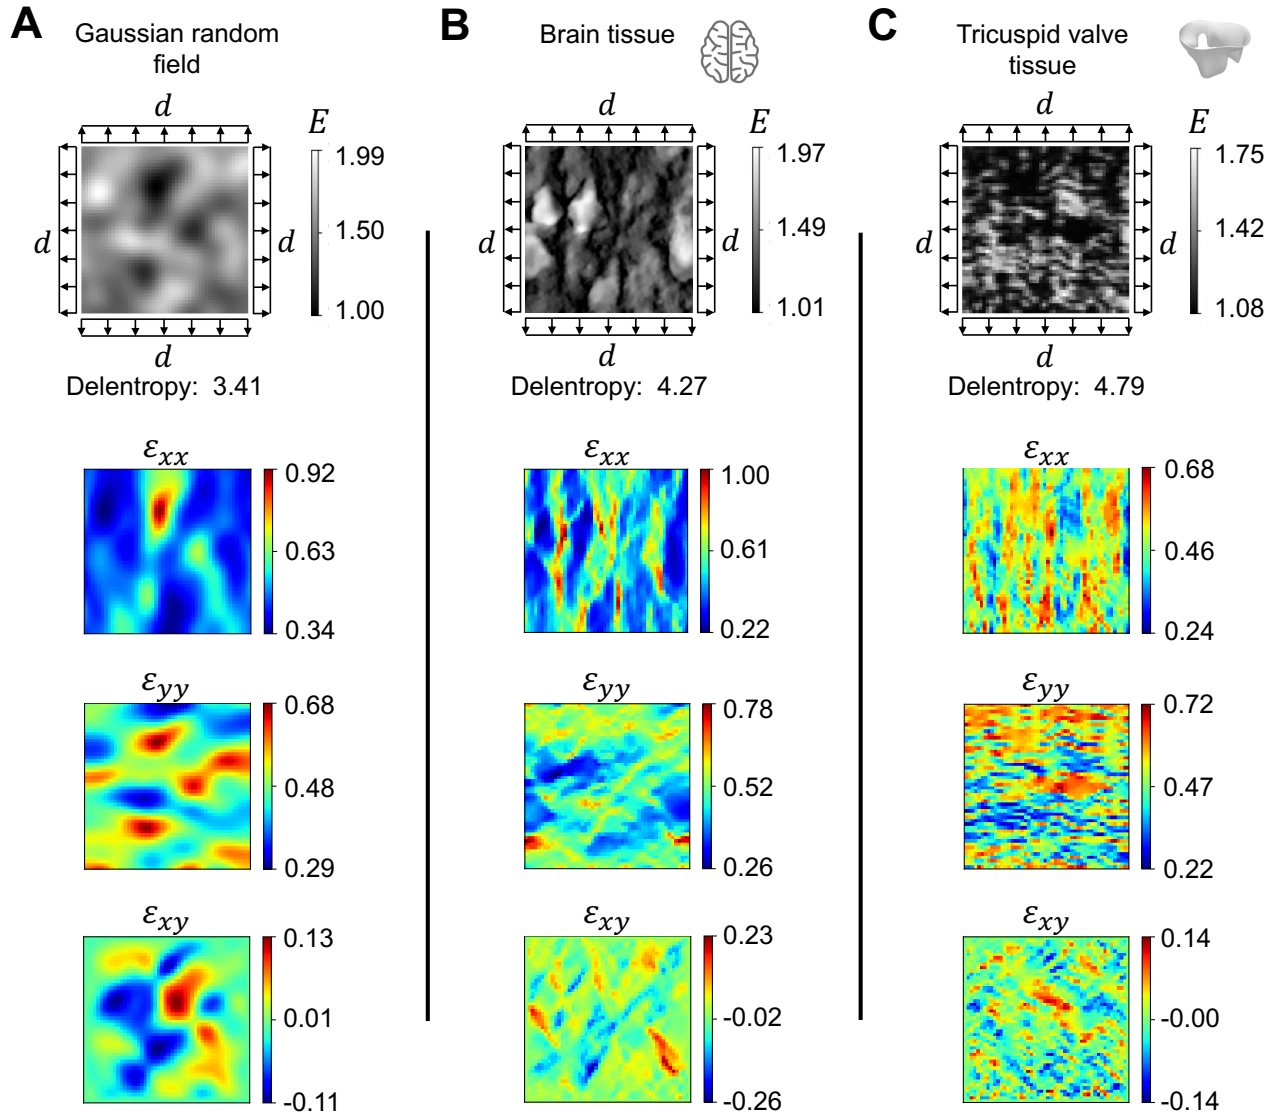 A
Gaussian random
field
d
d
d
d
E
1.99
1.50
1.00
Delentropy: 3.41
εxx
0.92
0.63
0.34
εyy
0.68
0.48
0.29
εxy
0.13
0.01
-0.11
B
Brain tissue
d
d
d
d
E
1.97
1.49
1.01
Delentropy: 4.27
εxx
1.00
0.61
0.22
εyy
0.78
0.52
0.26
εxy
0.23
-0.02
-0.26
C
Tricuspid valve
tissue
d
d
d
d
E
1.75
1.42
1.08
Delentropy: 4.79
εxx
0.68
0.46
0.24
εyy
0.72
0.47
0.22
εxy
0.14
-0.00
-0.14